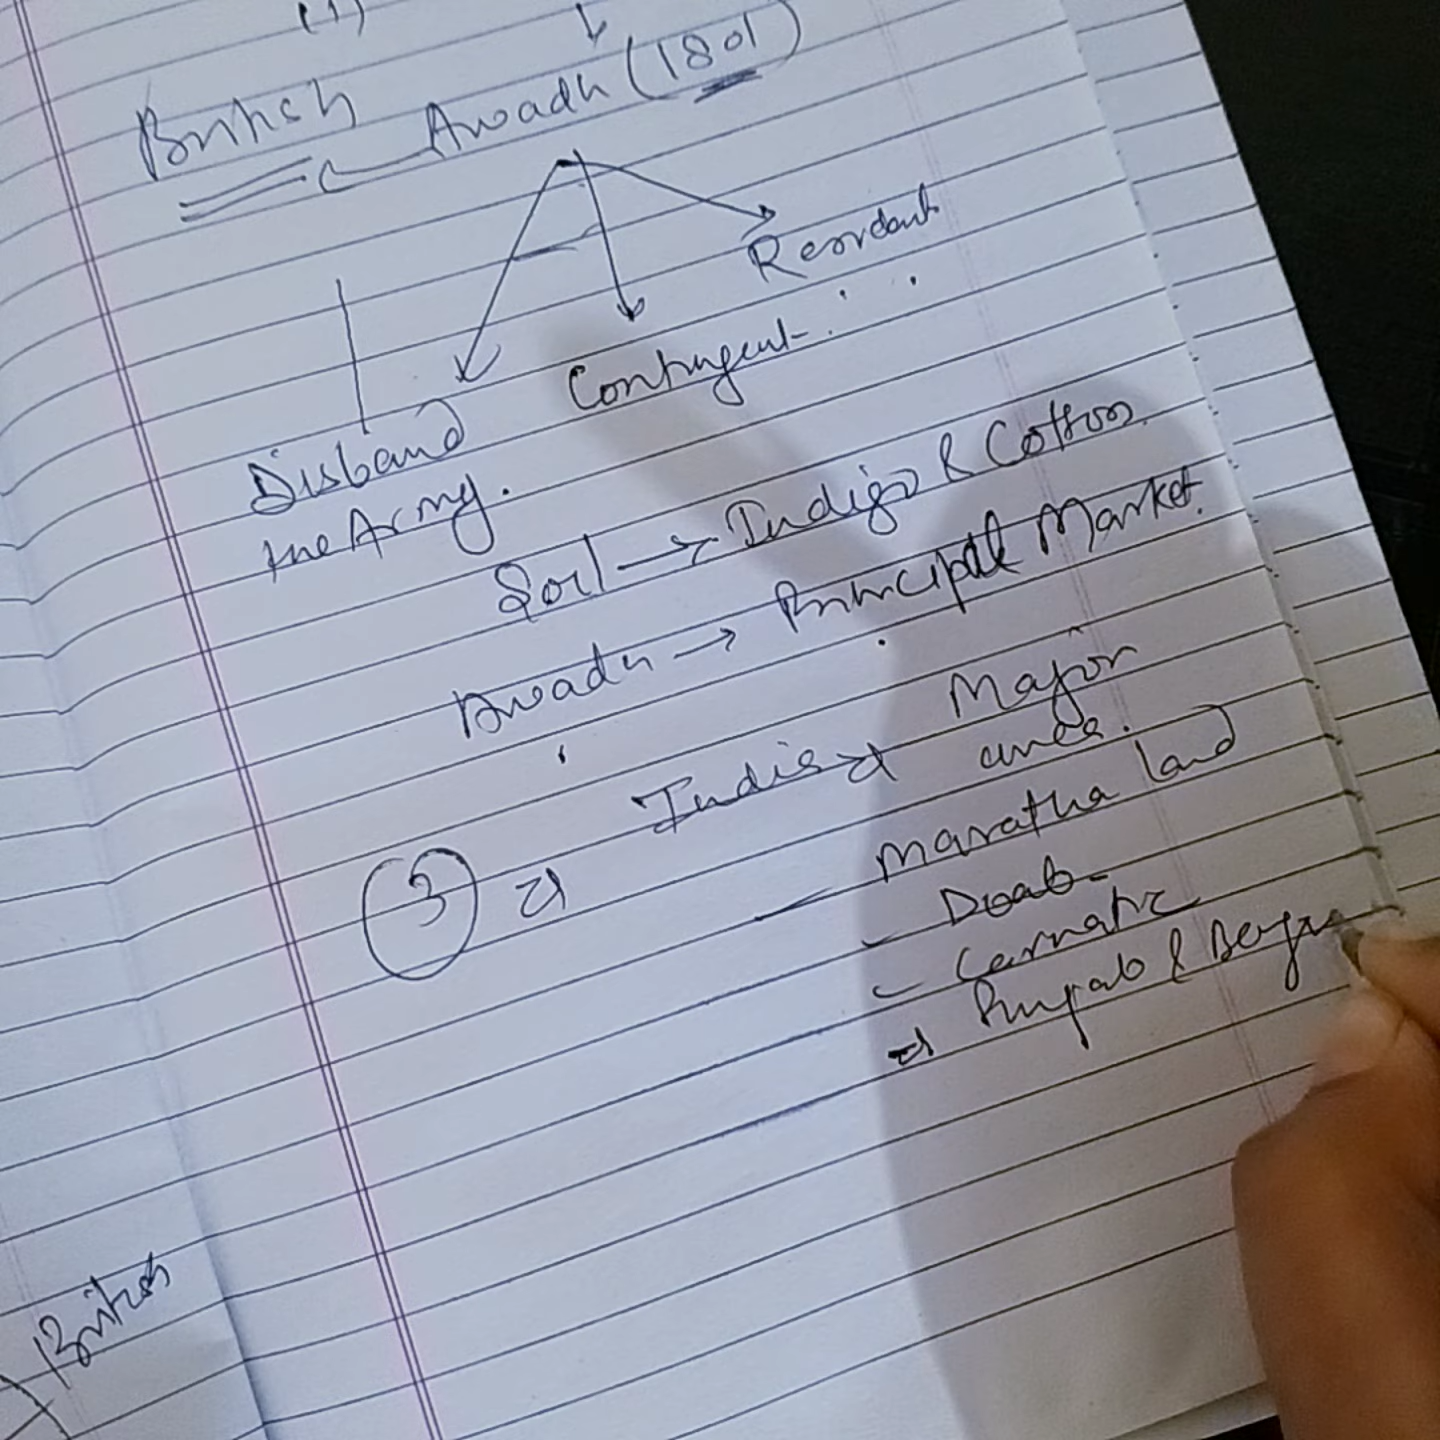 (1)
British Awadh (1801)
Resident
Contingent.
Disband
the Army.
Soil → Indigo & Cotton.
Awadh → Principal Market.
3 ⇒ India ⇒ Major
area.
Maratha land
- Doab
- Carnatic
⇒ Punjab &
British